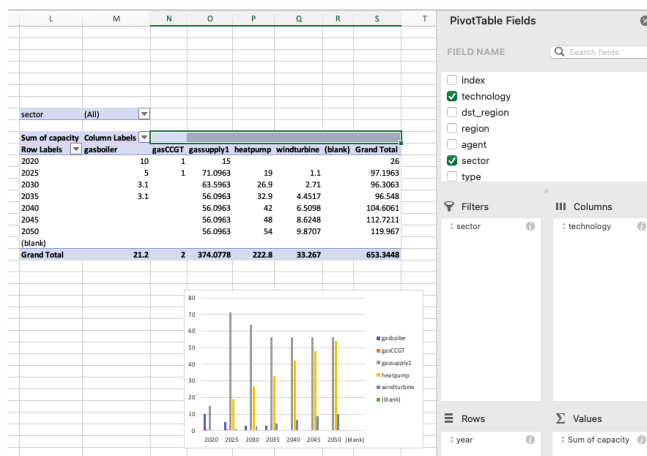 L M N O P Q R S T
PivotTable Fields
FIELD NAME
Search fields
index
technology
dst_region
region
agent
sector
type
Filters
Columns
sector
technology
Rows
Values
year
Sum of capacity
sector (All)
Sum of capacity Column Labels
Row Labels gasboiler gasCCGT gassupply1 heatpump windturbine (blank) Grand Total
2020 10 1 15 26
2025 5 1 71.0963 19 1.1 97.1963
2030 3.1 63.5963 26.9 2.71 96.3063
2035 3.1 56.0963 32.9 4.4517 96.548
2040 56.0963 42 6.5098 104.6061
2045 56.0963 48 8.6248 112.7211
2050 56.0963 54 9.8707 119.967
(blank)
Grand Total 21.2 2 374.0778 222.8 33.267 653.3448
80
70
60
50
40
30
20
10
0
2020 2025 2030 2035 2040 2045 2050 (blank)
gasboiler
gasCCGT
gassupply1
heatpump
windturbine
(blank)